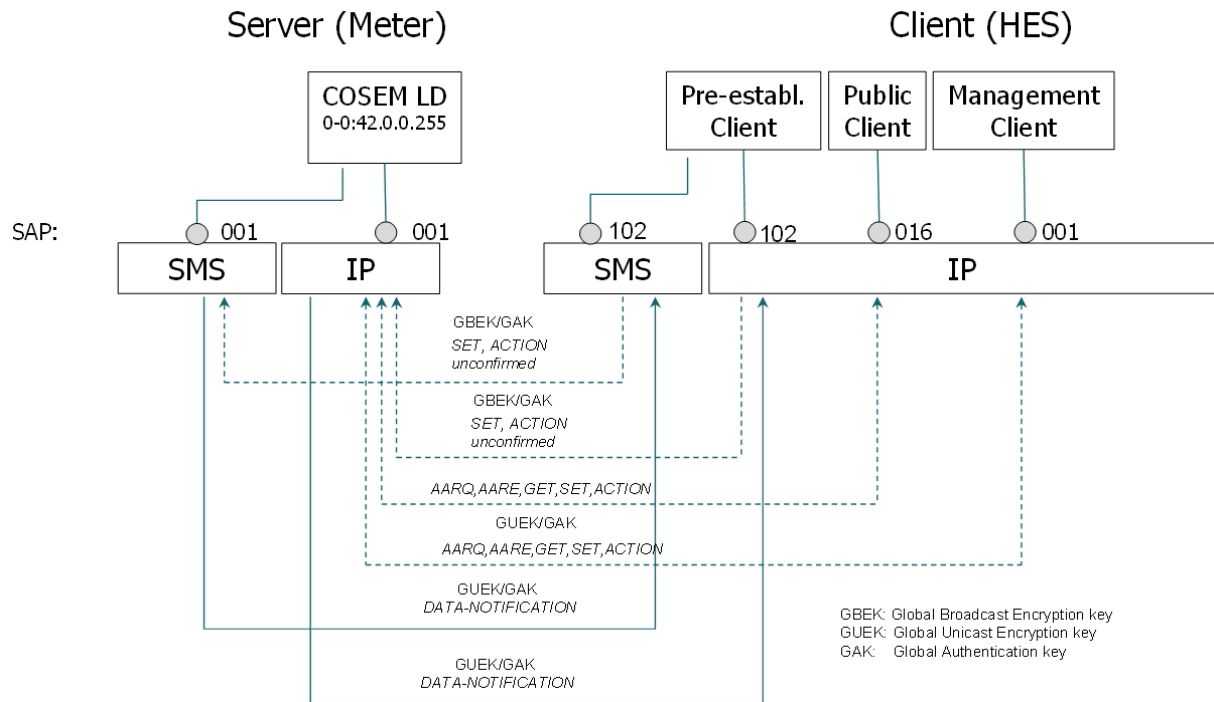 Server (Meter)
Client (HES)
COSEM LD
0-0:42.0.0.255
Pre-establ.
Client
Public
Client
Management
Client
SAP:
001
001
102
102
016
001
SMS
IP
SMS
IP
GBEK/GAK
SET, ACTION
unconfirmed
GBEK/GAK
SET, ACTION
unconfirmed
AARQ,AARE,GET,SET,ACTION
GUEK/GAK
AARQ,AARE,GET,SET,ACTION
GUEK/GAK
DATA-NOTIFICATION
GBEK: Global Broadcast Encryption key
GUEK: Global Unicast Encryption key
GAK: Global Authentication key
GUEK/GAK
DATA-NOTIFICATION